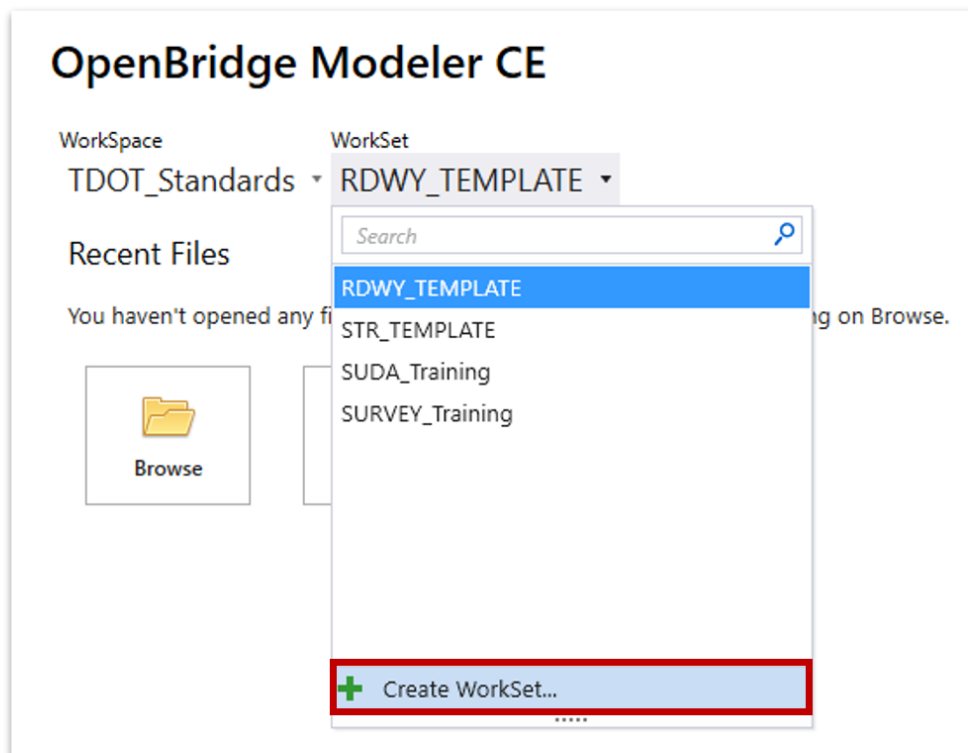 OpenBridge Modeler CE
WorkSpace WorkSet
TDOT_Standards RDWY_TEMPLATE
Search
Recent Files
RDWY_TEMPLATE
You haven't opened any ng on Browse.
STR_TEMPLATE
SUDA_Training
SURVEY_Training
Browse
Create WorkSet...